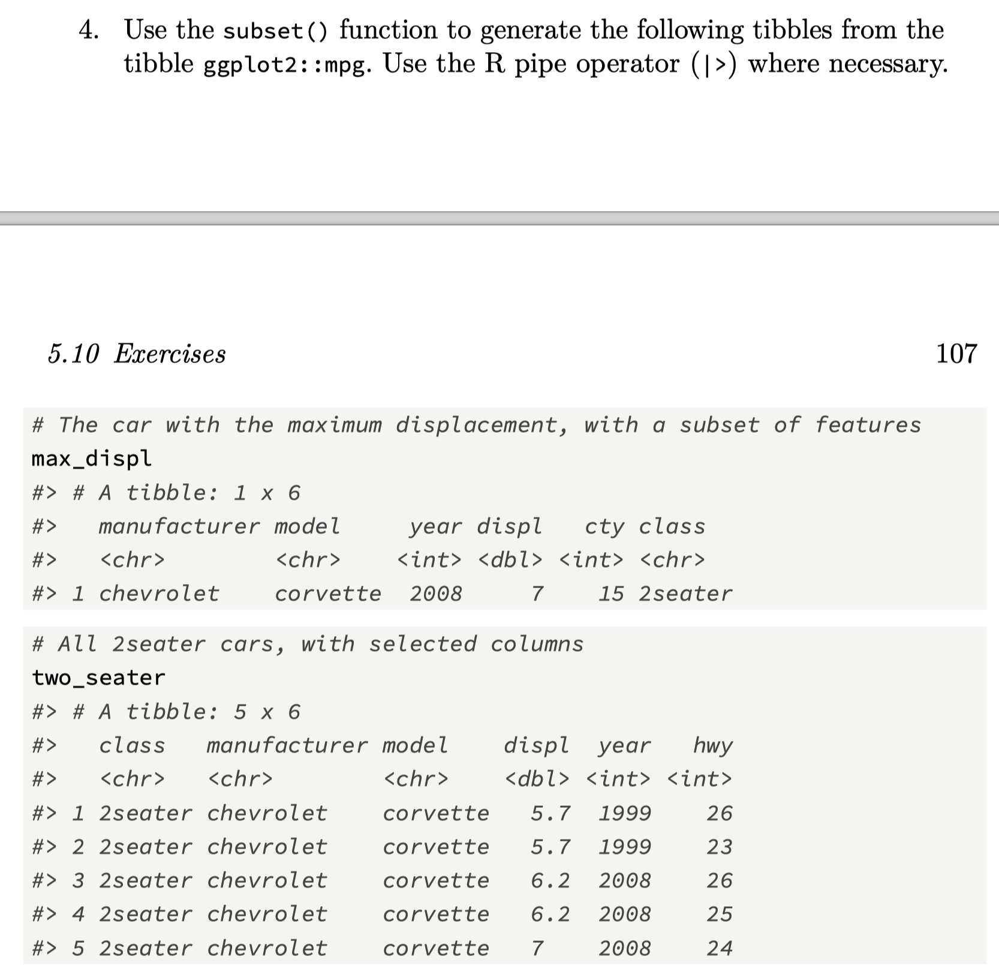 4. Use the subset() function to generate the following tibbles from the
tibble ggplot2::mpg. Use the R pipe operator (|>) where necessary.
5.10 Exercises 107
# The car with the maximum displacement, with a subset of features
max_displ
#> # A tibble: 1 x 6
#>   manufacturer model     year displ   cty class
#>   <chr>        <chr>    <int> <dbl> <int> <chr>
#> 1 chevrolet    corvette  2008     7    15 2seater
# All 2seater cars, with selected columns
two_seater
#> # A tibble: 5 x 6
#>   class   manufacturer model    displ  year   hwy
#>   <chr>   <chr>        <chr>    <dbl> <int> <int>
#> 1 2seater chevrolet    corvette   5.7  1999    26
#> 2 2seater chevrolet    corvette   5.7  1999    23
#> 3 2seater chevrolet    corvette   6.2  2008    26
#> 4 2seater chevrolet    corvette   6.2  2008    25
#> 5 2seater chevrolet    corvette   7    2008    24